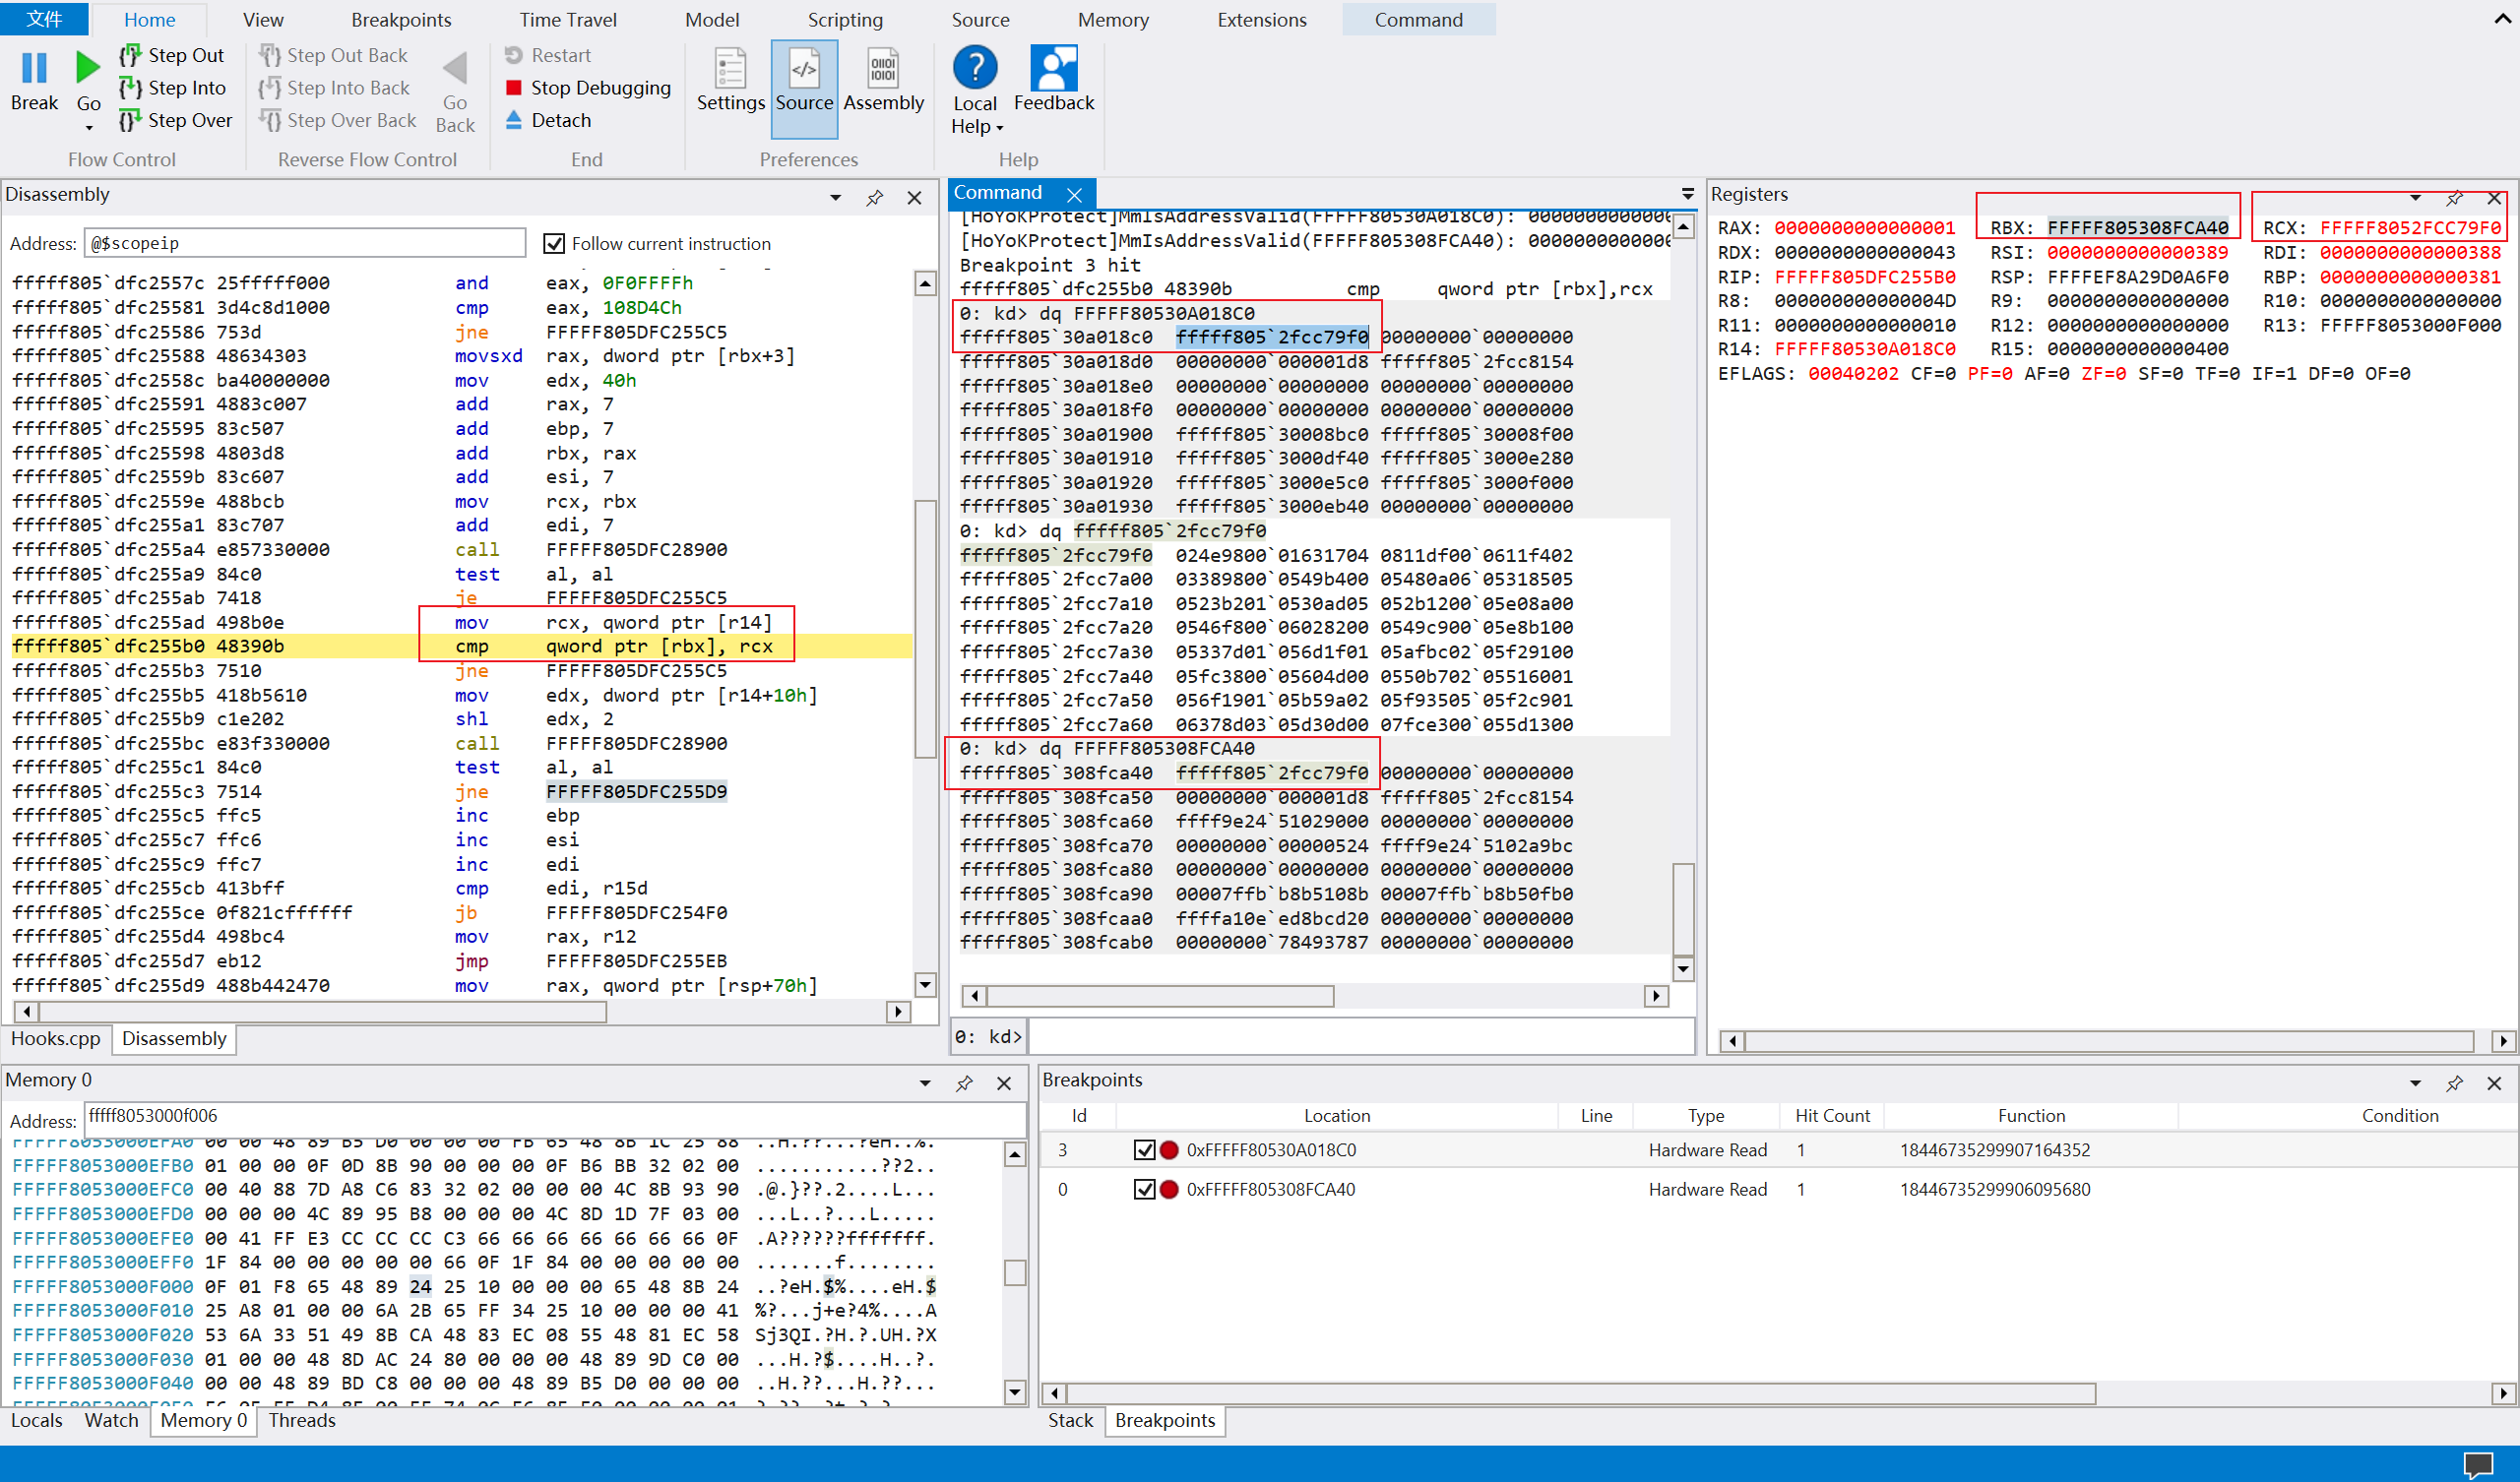 文件 Home View Breakpoints Time Travel Model Scripting Source Memory Extensions Command
Break
Go
Step Out
Step Into
Step Over
Flow Control
Step Out Back
Step Into Back
Step Over Back
Go Back
Reverse Flow Control
Restart
Stop Debugging
Detach
End
Settings
Source
Assembly
Preferences
Local Help
Feedback
Help
Disassembly
Address: @$scopeip Follow current instruction
fffff805`dfc2557c 25fffff000 and eax, 0F0FFFFh
fffff805`dfc25581 3d4c8d1000 cmp eax, 108D4Ch
fffff805`dfc25586 753d jne FFFFF805DFC255C5
fffff805`dfc25588 48634303 movsxd rax, dword ptr [rbx+3]
fffff805`dfc2558c ba40000000 mov edx, 40h
fffff805`dfc25591 4883c007 add rax, 7
fffff805`dfc25595 83c507 add ebp, 7
fffff805`dfc25598 4803d8 add rbx, rax
fffff805`dfc2559b 83c607 add esi, 7
fffff805`dfc2559e 488bcb mov rcx, rbx
fffff805`dfc255a1 83c707 add edi, 7
fffff805`dfc255a4 e857330000 call FFFFF805DFC28900
fffff805`dfc255a9 84c0 test al, al
fffff805`dfc255ab 7418 je FFFFF805DFC255C5
fffff805`dfc255ad 498b0e mov rcx, qword ptr [r14]
fffff805`dfc255b0 48390b cmp qword ptr [rbx], rcx
fffff805`dfc255b3 7510 jne FFFFF805DFC255C5
fffff805`dfc255b5 418b5610 mov edx, dword ptr [r14+10h]
fffff805`dfc255b9 c1e202 shl edx, 2
fffff805`dfc255bc e83f330000 call FFFFF805DFC28900
fffff805`dfc255c1 84c0 test al, al
fffff805`dfc255c3 7514 jne FFFFF805DFC255D9
fffff805`dfc255c5 ffc5 inc ebp
fffff805`dfc255c7 ffc6 inc esi
fffff805`dfc255c9 ffc7 inc edi
fffff805`dfc255cb 413bff cmp edi, r15d
fffff805`dfc255ce 0f821cffffff jb FFFFF805DFC254F0
fffff805`dfc255d4 498bc4 mov rax, r12
fffff805`dfc255d7 eb12 jmp FFFFF805DFC255EB
fffff805`dfc255d9 488b442470 mov rax, qword ptr [rsp+70h]
Hooks.cpp Disassembly
Command
[HoYoKProtect]MmIsAddressValid(FFFFF80530A018C0): 0000000000000
[HoYoKProtect]MmIsAddressValid(FFFFF805308FCA40): 0000000000000
Breakpoint 3 hit
fffff805`dfc255b0 48390b cmp qword ptr [rbx],rcx
0: kd> dq FFFFF80530A018C0
fffff805`30a018c0 fffff805`2fcc79f0 00000000`00000000
fffff805`30a018d0 00000000`000001d8 fffff805`2fcc8154
fffff805`30a018e0 00000000`00000000 00000000`00000000
fffff805`30a018f0 00000000`00000000 00000000`00000000
fffff805`30a01900 fffff805`30008bc0 fffff805`30008f00
fffff805`30a01910 fffff805`3000df40 fffff805`3000e280
fffff805`30a01920 fffff805`3000e5c0 fffff805`3000f000
fffff805`30a01930 fffff805`3000eb40 00000000`00000000
0: kd> dq fffff805`2fcc79f0
fffff805`2fcc79f0 024e9800`01631704 0811df00`0611f402
fffff805`2fcc7a00 03389800`0549b400 05480a06`05318505
fffff805`2fcc7a10 0523b201`0530ad05 052b1200`05e08a00
fffff805`2fcc7a20 0546f800`06028200 0549c900`05e8b100
fffff805`2fcc7a30 05337d01`056d1f01 05afbc02`05f29100
fffff805`2fcc7a40 05fc3800`05604d00 0550b702`05516001
fffff805`2fcc7a50 056f1901`05b59a02 05f93505`05f2c901
fffff805`2fcc7a60 06378d03`05d30d00 07fce300`055d1300
0: kd> dq FFFFF805308FCA40
fffff805`308fca40 fffff805`2fcc79f0 00000000`00000000
fffff805`308fca50 00000000`000001d8 fffff805`2fcc8154
fffff805`308fca60 ffff9e24`51029000 00000000`00000000
fffff805`308fca70 00000000`00000524 ffff9e24`5102a9bc
fffff805`308fca80 00000000`00000000 00000000`00000000
fffff805`308fca90 00007ffb`b8b5108b 00007ffb`b8b50fb0
fffff805`308fcaa0 ffffa10e`ed8bcd20 00000000`00000000
fffff805`308fcab0 00000000`78493787 00000000`00000000
0: kd>
Registers
RAX: 0000000000000001 RBX: FFFFF805308FCA40 RCX: FFFFF8052FCC79F0
RDX: 0000000000000043 RSI: 0000000000000389 RDI: 0000000000000388
RIP: FFFFF805DFC255B0 RSP: FFFFEF8A29D0A6F0 RBP: 0000000000000381
R8: 000000000000004D R9: 0000000000000000 R10: 0000000000000000
R11: 0000000000000010 R12: 0000000000000000 R13: FFFFF8053000F000
R14: FFFFF80530A018C0 R15: 0000000000000400
EFLAGS: 00040202 CF=0 PF=0 AF=0 ZF=0 SF=0 TF=0 IF=1 DF=0 OF=0
Memory 0
Address: fffff8053000f006
FFFFF8053000EFA0 00 00 48 89 B5 D0 00 00 00 FB 65 48 8B 1C 25 88 ..H.??...?eH..%.
FFFFF8053000EFB0 01 00 00 0F 0D 8B 90 00 00 00 0F B6 BB 32 02 00 ...........??2..
FFFFF8053000EFC0 00 40 88 7D A8 C6 83 32 02 00 00 00 4C 8B 93 90 .@.}??.2....L...
FFFFF8053000EFD0 00 00 00 4C 89 95 B8 00 00 00 4C 8D 1D 7F 03 00 ...L..?...L.....
FFFFF8053000EFE0 00 41 FF E3 CC CC CC C3 66 66 66 66 66 66 66 0F .A??????fffffff.
FFFFF8053000EFF0 1F 84 00 00 00 00 00 66 0F 1F 84 00 00 00 00 00 .......f........
FFFFF8053000F000 0F 01 F8 65 48 89 24 25 10 00 00 00 65 48 8B 24 ..?eH.$%....eH.$
FFFFF8053000F010 25 A8 01 00 00 6A 2B 65 FF 34 25 10 00 00 00 41 %?...j+e?4%....A
FFFFF8053000F020 53 6A 33 51 49 8B CA 48 83 EC 08 55 48 81 EC 58 Sj3QI.?H.?.UH.?X
FFFFF8053000F030 01 00 00 48 8D AC 24 80 00 00 00 48 89 9D C0 00 ...H.?$....H..?.
FFFFF8053000F040 00 00 48 89 BD C8 00 00 00 48 89 B5 D0 00 00 00 ..H.??...H.??...
Locals Watch Memory 0 Threads
Breakpoints
Id Location Line Type Hit Count Function Condition
3 0xFFFFF80530A018C0 Hardware Read 1 18446735299907164352
0 0xFFFFF805308FCA40 Hardware Read 1 18446735299906095680
Stack Breakpoints